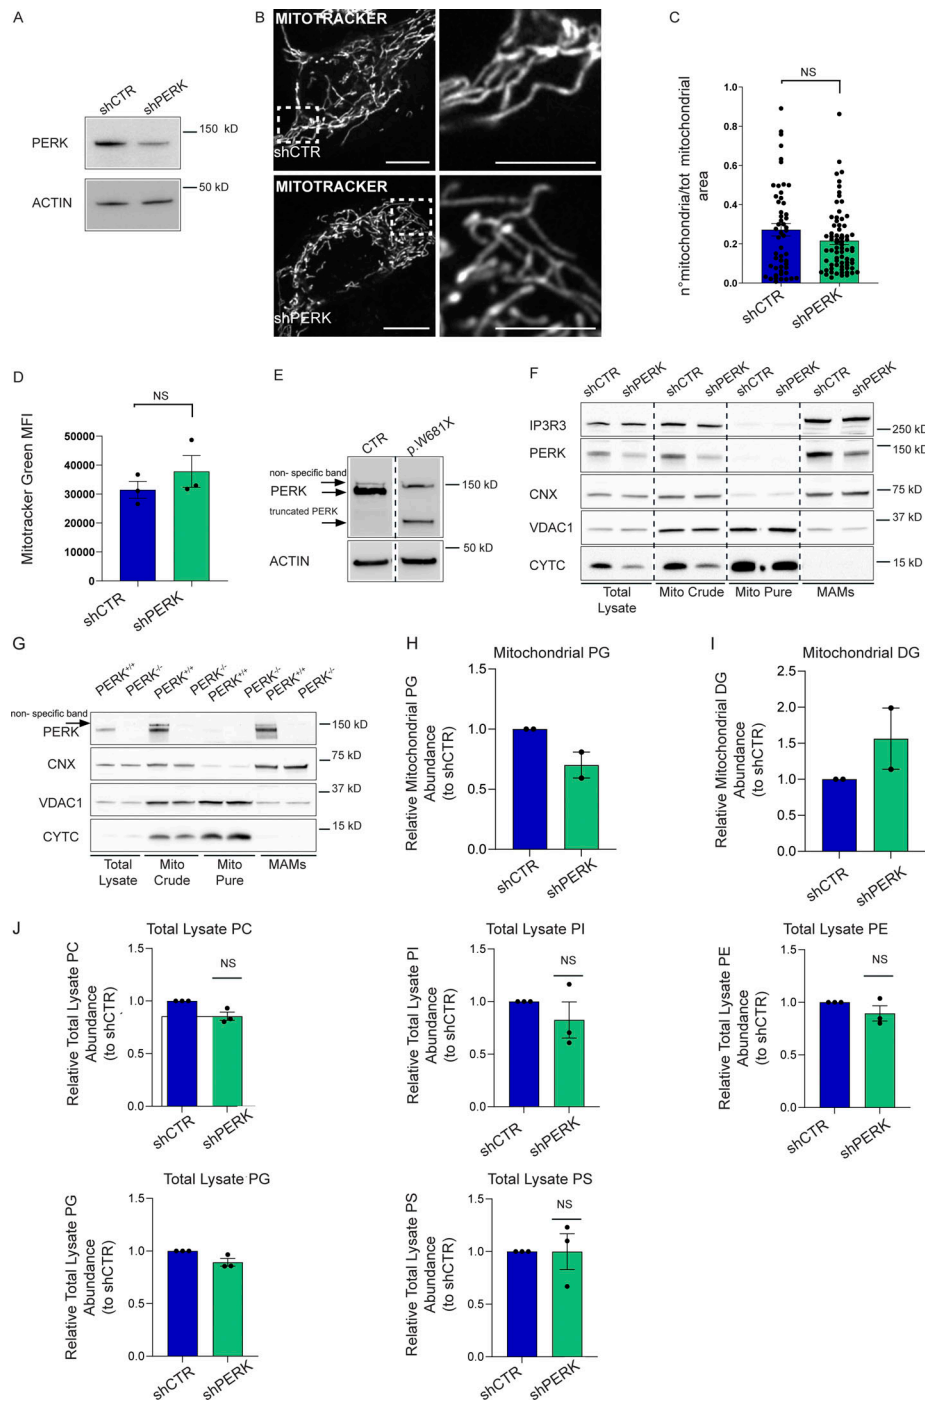 A
shCTR shPERK
PERK
150 kD
ACTIN
50 kD
B
MITOTRACKER
shCTR
MITOTRACKER
shPERK
C
NS
n°mitochondria/tot mitochondrial
area
1.0
0.8
0.6
0.4
0.2
0.0
shCTR
shPERK
D
NS
Mitotracker Green MFI
50000
40000
30000
20000
10000
0
shCTR
shPERK
E
CTR p.W681X
non- specific band
PERK
150 kD
truncated PERK
50 kD
ACTIN
F
shCTR shPERK shCTR shPERK shCTR shPERK shCTR shPERK
IP3R3
250 kD
PERK
150 kD
CNX
75 kD
VDAC1
37 kD
CYTC
15 kD
Total
Lysate
Mito Crude
Mito Pure
MAMs
G
PERK+/+ PERK-/- PERK+/+ PERK-/- PERK+/+ PERK-/- PERK+/+ PERK-/-
non- specific band
PERK
150 kD
CNX
75 kD
VDAC1
37 kD
CYTC
15 kD
Total
Lysate
Mito
Crude
Mito
Pure
MAMs
H
Mitochondrial PG
Relative Mitochondrial PG
Abundance
(to shCTR)
1.5
1.0
0.5
0.0
shCTR
shPERK
I
Mitochondrial DG
Relative Mitochondrial DG
Abundance
(to shCTR)
2.5
2.0
1.5
1.0
0.5
0.0
shCTR
shPERK
J
Total Lysate PC
NS
Relative Total Lysate PC
Abundance
(to shCTR)
1.5
1.0
0.5
0.0
shCTR
shPERK
Total Lysate PI
NS
Relative Total Lysate PI
Abundance
(to shCTR)
1.5
1.0
0.5
0.0
shCTR
shPERK
Total Lysate PE
NS
Relative Total Lysate PE
Abundance
(to shCTR)
1.5
1.0
0.5
0.0
shCTR
shPERK
Total Lysate PG
Relative Total Lysate PG
Abundance
(to shCTR)
1.5
1.0
0.5
0.0
shCTR
shPERK
Total Lysate PS
NS
Relative Total Lysate PS
Abundance
(to shCTR)
1.5
1.0
0.5
0.0
shCTR
shPERK